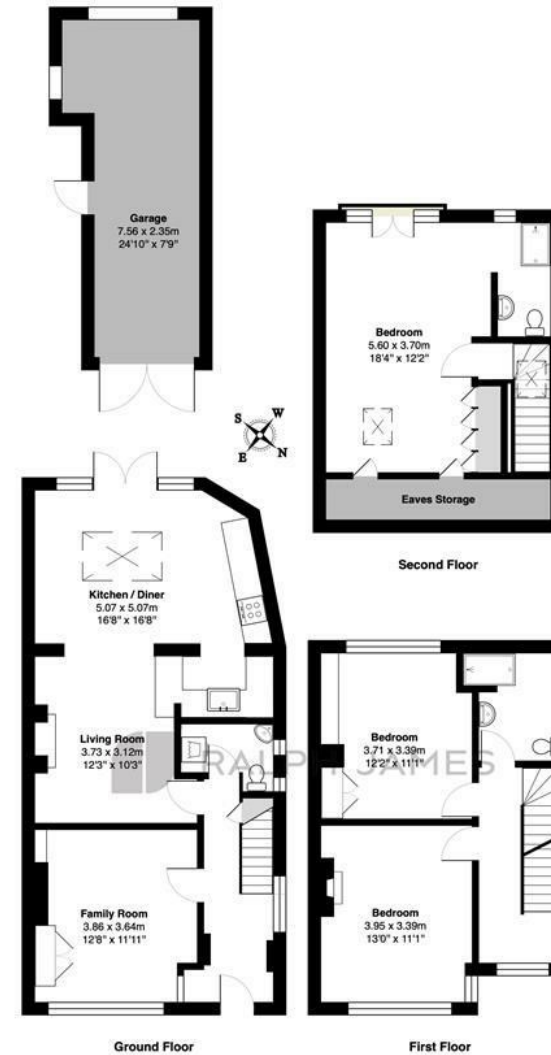 Garage
7.56 x 2.35m
24'10" x 7'9"
S
W
E
N
Bedroom
5.60 x 3.70m
18'4" x 12'2"
Eaves Storage
Second Floor
Kitchen / Diner
5.07 x 5.07m
16'8" x 16'8"
Living Room
3.73 x 3.12m
12'3" x 10'3"
RALPH JAMES
Family Room
3.86 x 3.64m
12'8" x 11'11"
Ground Floor
Bedroom
3.71 x 3.39m
12'2" x 11'1"
Bedroom
3.95 x 3.39m
13'0" x 11'1"
First Floor